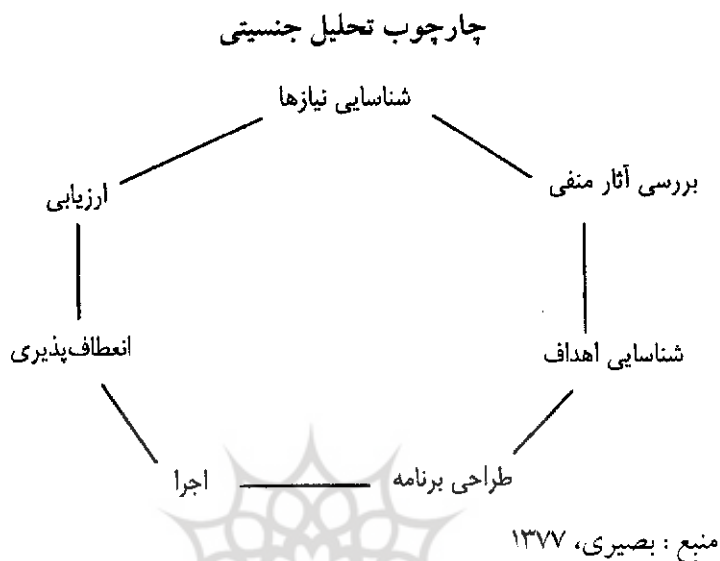 چارچوب تحلیل جنسیتی
شناسایی نیازها
بررسی آثار منفی
ارزیابی
شناسایی اهداف
انعطاف‌پذیری
طراحی برنامه
اجرا
منبع : بصیری، ۱۳۷۷